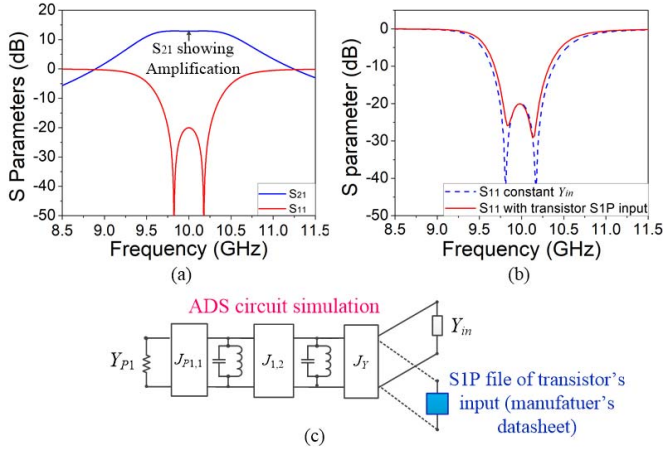 S Parameters (dB)
20
10
0
-10
-20
-30
-40
-50
S21 showing
Amplification
S21
S11
8.5 9.0 9.5 10.0 10.5 11.0 11.5
Frequency (GHz)
(a)
S parameter (dB)
0
-10
-20
-30
-40
-50
S11 constant Yin
S11 with transistor S1P input
8.5 9.0 9.5 10.0 10.5 11.0 11.5
Frequency (GHz)
(b)
ADS circuit simulation
YP1
JP1,1
J1,2
JY
Yin
S1P file of transistor's
input (manufatuer's
datasheet)
(c)